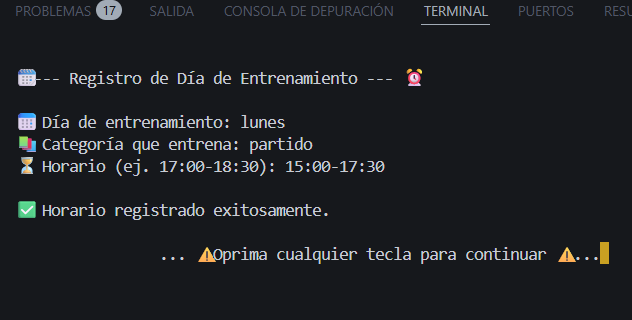 PROBLEMAS 17 SALIDA CONSOLA DE DEPURACIÓN TERMINAL PUERTOS RESU
--- Registro de Día de Entrenamiento ---
Día de entrenamiento: lunes
Categoría que entrena: partido
Horario (ej. 17:00-18:30): 15:00-17:30
Horario registrado exitosamente.
... ⚠️Oprima cualquier tecla para continuar ⚠️...